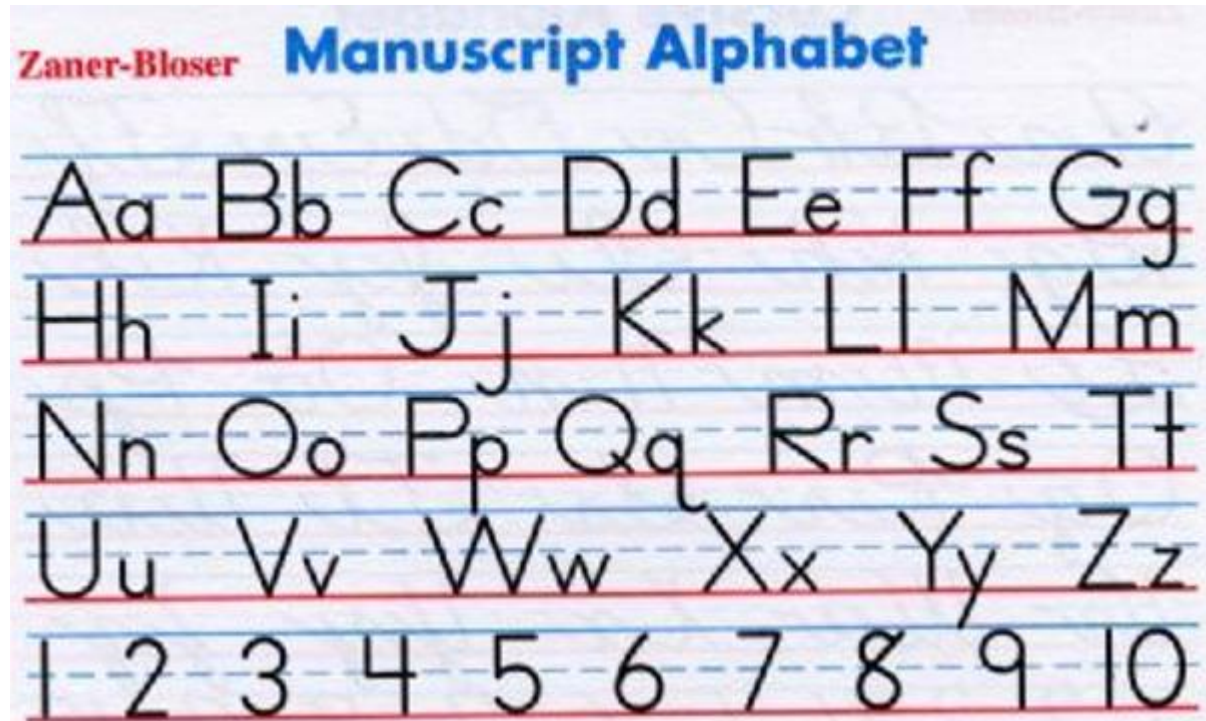 Zaner-Bloser Manuscript Alphabet
Aa Bb Cc Dd Ee Ff Gg
Hh Ii Jj Kk Ll Mm
Nn Oo Pp Qq Rr Ss Tt
Uu Vv Ww Xx Yy Zz
1 2 3 4 5 6 7 8 9 10